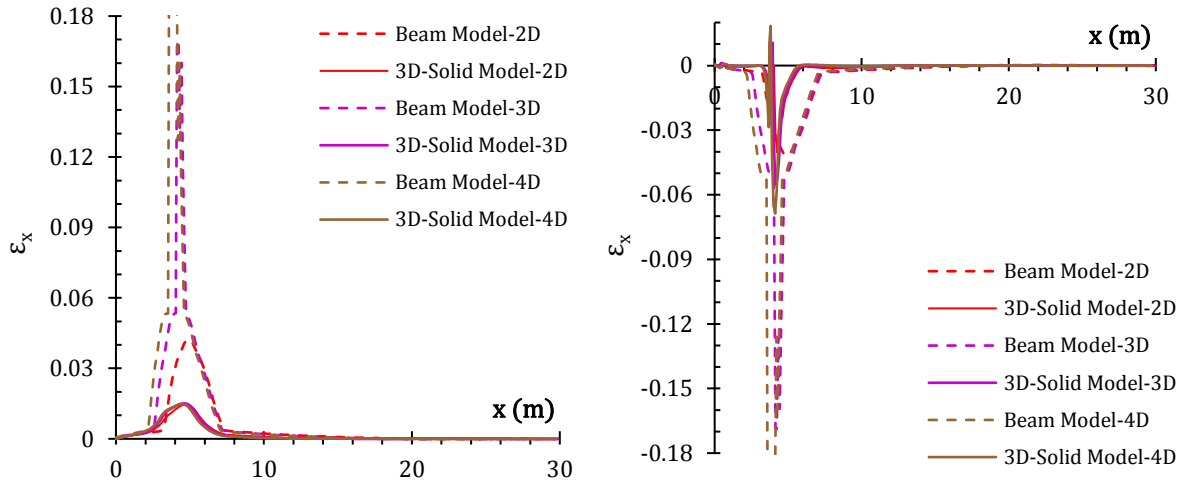 0.18
0.15
0.12
0.09
0.06
0.03
0
εx
0
10
20
30
x (m)
Beam Model-2D
3D-Solid Model-2D
Beam Model-3D
3D-Solid Model-3D
Beam Model-4D
3D-Solid Model-4D
x (m)
0
-0.03
-0.06
-0.09
-0.12
-0.15
-0.18
εx
0
10
20
30
Beam Model-2D
3D-Solid Model-2D
Beam Model-3D
3D-Solid Model-3D
Beam Model-4D
3D-Solid Model-4D